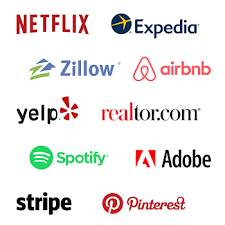 NETFLIX Expedia®
Zillow® airbnb
yelp realtor.com®
Spotify® Adobe
stripe Pinterest